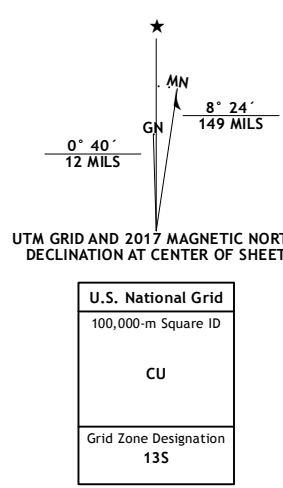 ★
MN
GN
8° 24´
149 MILS
0° 40´
12 MILS
UTM GRID AND 2017 MAGNETIC NORT
DECLINATION AT CENTER OF SHEET
U.S. National Grid
100,000-m Square ID
CU
Grid Zone Designation
13S